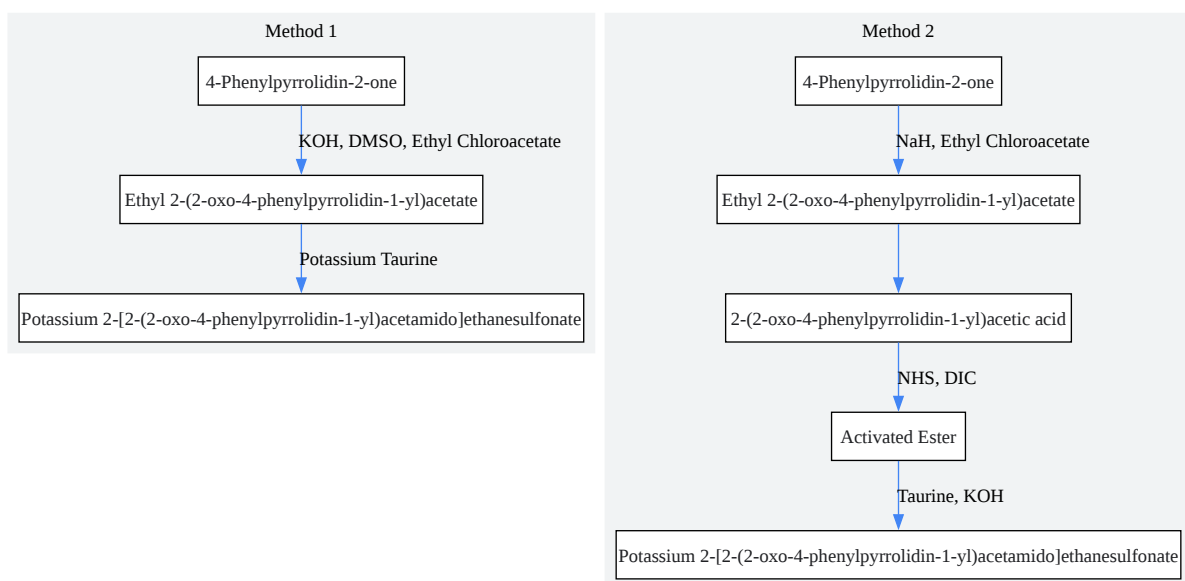 Method 1
4-Phenylpyrrolidin-2-one
KOH, DMSO, Ethyl Chloroacetate
Ethyl 2-(2-oxo-4-phenylpyrrolidin-1-yl)acetate
Potassium Taurine
Potassium 2-[2-(2-oxo-4-phenylpyrrolidin-1-yl)acetamido]ethanesulfonate
Method 2
4-Phenylpyrrolidin-2-one
NaH, Ethyl Chloroacetate
Ethyl 2-(2-oxo-4-phenylpyrrolidin-1-yl)acetate
2-(2-oxo-4-phenylpyrrolidin-1-yl)acetic acid
NHS, DIC
Activated Ester
Taurine, KOH
Potassium 2-[2-(2-oxo-4-phenylpyrrolidin-1-yl)acetamido]ethanesulfonate